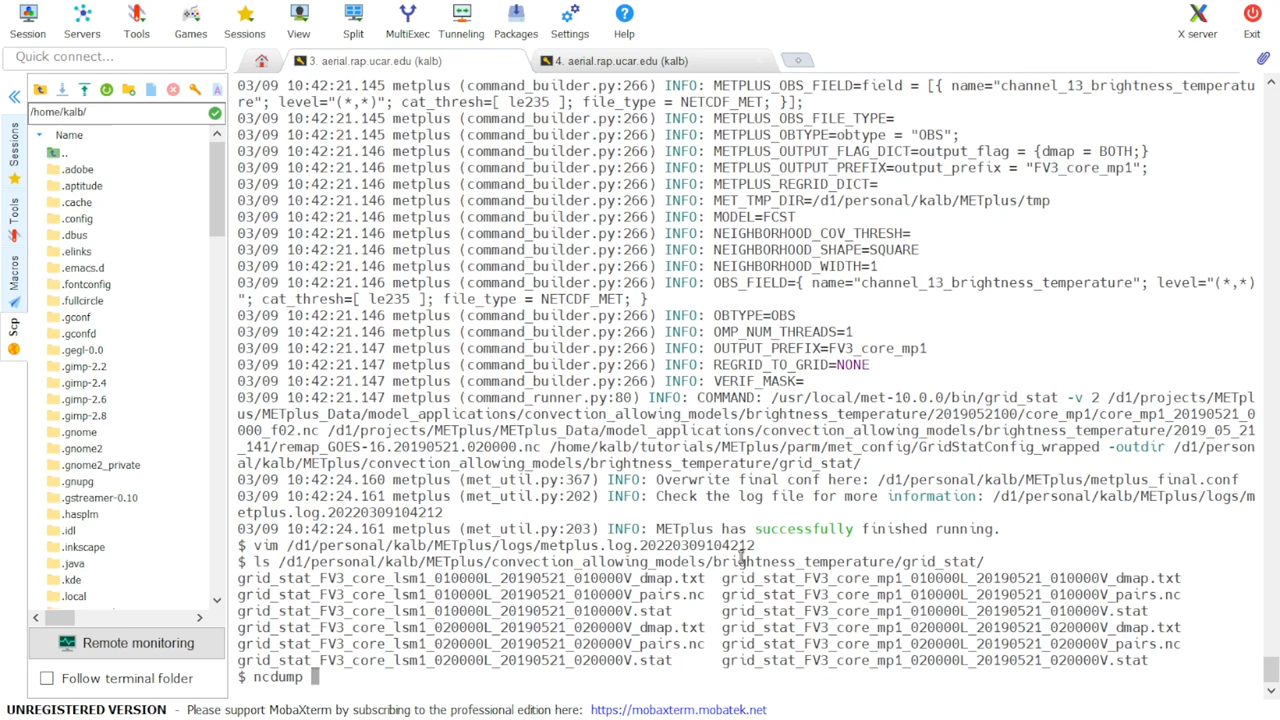 Session Servers Tools Games Sessions View Split MultiExec Tunneling Packages Settings Help X server Exit
Quick connect...
3. aerial.rap.ucar.edu (kalb)
4. aerial.rap.ucar.edu (kalb)
Sessions
Tools
Macros
Scp
/home/kalb/
Name
..
.adobe
.aptitude
.cache
.config
.dbus
.elinks
.emacs.d
.fontconfig
.fullcircle
.gconf
.gconfd
.gegl-0.0
.gimp-2.2
.gimp-2.4
.gimp-2.6
.gimp-2.8
.gnome
.gnome2
.gnome2_private
.gnupg
.gstreamer-0.10
.hasplm
.idl
.inkscape
.java
.kde
.local
Remote monitoring
Follow terminal folder
03/09 10:42:21.145 metplus (command_builder.py:266) INFO: METPLUS_OBS_FIELD=field = [{ name="channel_13_brightness_temperatu
re"; level="(*,*)"; cat_thresh=[ le235 ]; file_type = NETCDF_MET; }];
03/09 10:42:21.145 metplus (command_builder.py:266) INFO: METPLUS_OBS_FILE_TYPE=
03/09 10:42:21.145 metplus (command_builder.py:266) INFO: METPLUS_OBTYPE=obtype = "OBS";
03/09 10:42:21.146 metplus (command_builder.py:266) INFO: METPLUS_OUTPUT_FLAG_DICT=output_flag = {dmap = BOTH;}
03/09 10:42:21.146 metplus (command_builder.py:266) INFO: METPLUS_OUTPUT_PREFIX=output_prefix = "FV3_core_mp1";
03/09 10:42:21.146 metplus (command_builder.py:266) INFO: METPLUS_REGRID_DICT=
03/09 10:42:21.146 metplus (command_builder.py:266) INFO: MET_TMP_DIR=/d1/personal/kalb/METplus/tmp
03/09 10:42:21.146 metplus (command_builder.py:266) INFO: MODEL=FCST
03/09 10:42:21.146 metplus (command_builder.py:266) INFO: NEIGHBORHOOD_COV_THRESH=
03/09 10:42:21.146 metplus (command_builder.py:266) INFO: NEIGHBORHOOD_SHAPE=SQUARE
03/09 10:42:21.146 metplus (command_builder.py:266) INFO: NEIGHBORHOOD_WIDTH=1
03/09 10:42:21.146 metplus (command_builder.py:266) INFO: OBS_FIELD={ name="channel_13_brightness_temperature"; level="(*,*)
"; cat_thresh=[ le235 ]; file_type = NETCDF_MET; }
03/09 10:42:21.146 metplus (command_builder.py:266) INFO: OBTYPE=OBS
03/09 10:42:21.147 metplus (command_builder.py:266) INFO: OMP_NUM_THREADS=1
03/09 10:42:21.147 metplus (command_builder.py:266) INFO: OUTPUT_PREFIX=FV3_core_mp1
03/09 10:42:21.147 metplus (command_builder.py:266) INFO: REGRID_TO_GRID=NONE
03/09 10:42:21.147 metplus (command_builder.py:266) INFO: VERIF_MASK=
03/09 10:42:21.147 metplus (command_runner.py:80) INFO: COMMAND: /usr/local/met-10.0.0/bin/grid_stat -v 2 /d1/projects/METpl
us/METplus_Data/model_applications/convection_allowing_models/brightness_temperature/2019052100/core_mp1/core_mp1_20190521_0
000_f02.nc /d1/projects/METplus/METplus_Data/model_applications/convection_allowing_models/brightness_temperature/2019_05_21
_141/remap_GOES-16.20190521.020000.nc /home/kalb/tutorials/METplus/parm/met_config/GridStatConfig_wrapped -outdir /d1/person
al/kalb/METplus/convection_allowing_models/brightness_temperature/grid_stat/
03/09 10:42:24.160 metplus (met_util.py:367) INFO: Overwrite final conf here: /d1/personal/kalb/METplus/metplus_final.conf
03/09 10:42:24.161 metplus (met_util.py:202) INFO: Check the log file for more information: /d1/personal/kalb/METplus/logs/m
etplus.log.20220309104212
03/09 10:42:24.161 metplus (met_util.py:203) INFO: METplus has successfully finished running.
$ vim /d1/personal/kalb/METplus/logs/metplus.log.20220309104212
$ ls /d1/personal/kalb/METplus/convection_allowing_models/brightness_temperature/grid_stat/
grid_stat_FV3_core_lsm1_010000L_20190521_010000V_dmap.txt grid_stat_FV3_core_mp1_010000L_20190521_010000V_dmap.txt
grid_stat_FV3_core_lsm1_010000L_20190521_010000V_pairs.nc grid_stat_FV3_core_mp1_010000L_20190521_010000V_pairs.nc
grid_stat_FV3_core_lsm1_010000L_20190521_010000V.stat grid_stat_FV3_core_mp1_010000L_20190521_010000V.stat
grid_stat_FV3_core_lsm1_020000L_20190521_020000V_dmap.txt grid_stat_FV3_core_mp1_020000L_20190521_020000V_dmap.txt
grid_stat_FV3_core_lsm1_020000L_20190521_020000V_pairs.nc grid_stat_FV3_core_mp1_020000L_20190521_020000V_pairs.nc
grid_stat_FV3_core_lsm1_020000L_20190521_020000V.stat grid_stat_FV3_core_mp1_020000L_20190521_020000V.stat
$ ncdump
UNREGISTERED VERSION - Please support MobaXterm by subscribing to the professional edition here: https://mobaxterm.mobatek.net